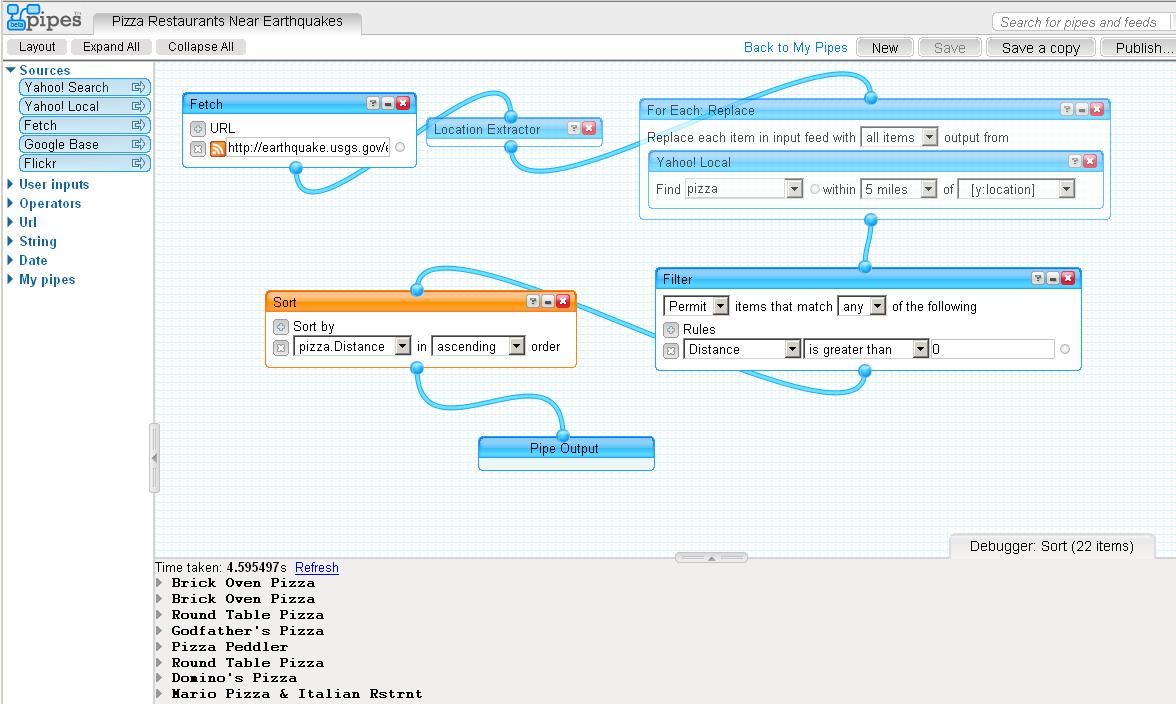 pipes
beta
Pizza Restaurants Near Earthquakes
Search for pipes and feeds
Layout
Expand All
Collapse All
Back to My Pipes
New
Save
Save a copy
Publish...
Sources
Yahoo! Search
Yahoo! Local
Fetch
Google Base
Flickr
User inputs
Operators
Url
String
Date
My pipes
Fetch
URL
http://earthquake.usgs.gov/e
Location Extractor
For Each: Replace
Replace each item in input feed with all items output from
Yahoo! Local
Find pizza within 5 miles of [y:location]
Filter
Permit items that match any of the following
Rules
Distance is greater than 0
Sort
Sort by
pizza.Distance in ascending order
Pipe Output
Debugger: Sort (22 items)
Time taken: 4.595497s Refresh
Brick Oven Pizza
Brick Oven Pizza
Round Table Pizza
Godfather's Pizza
Pizza Peddler
Round Table Pizza
Domino's Pizza
Mario Pizza & Italian Rstrnt